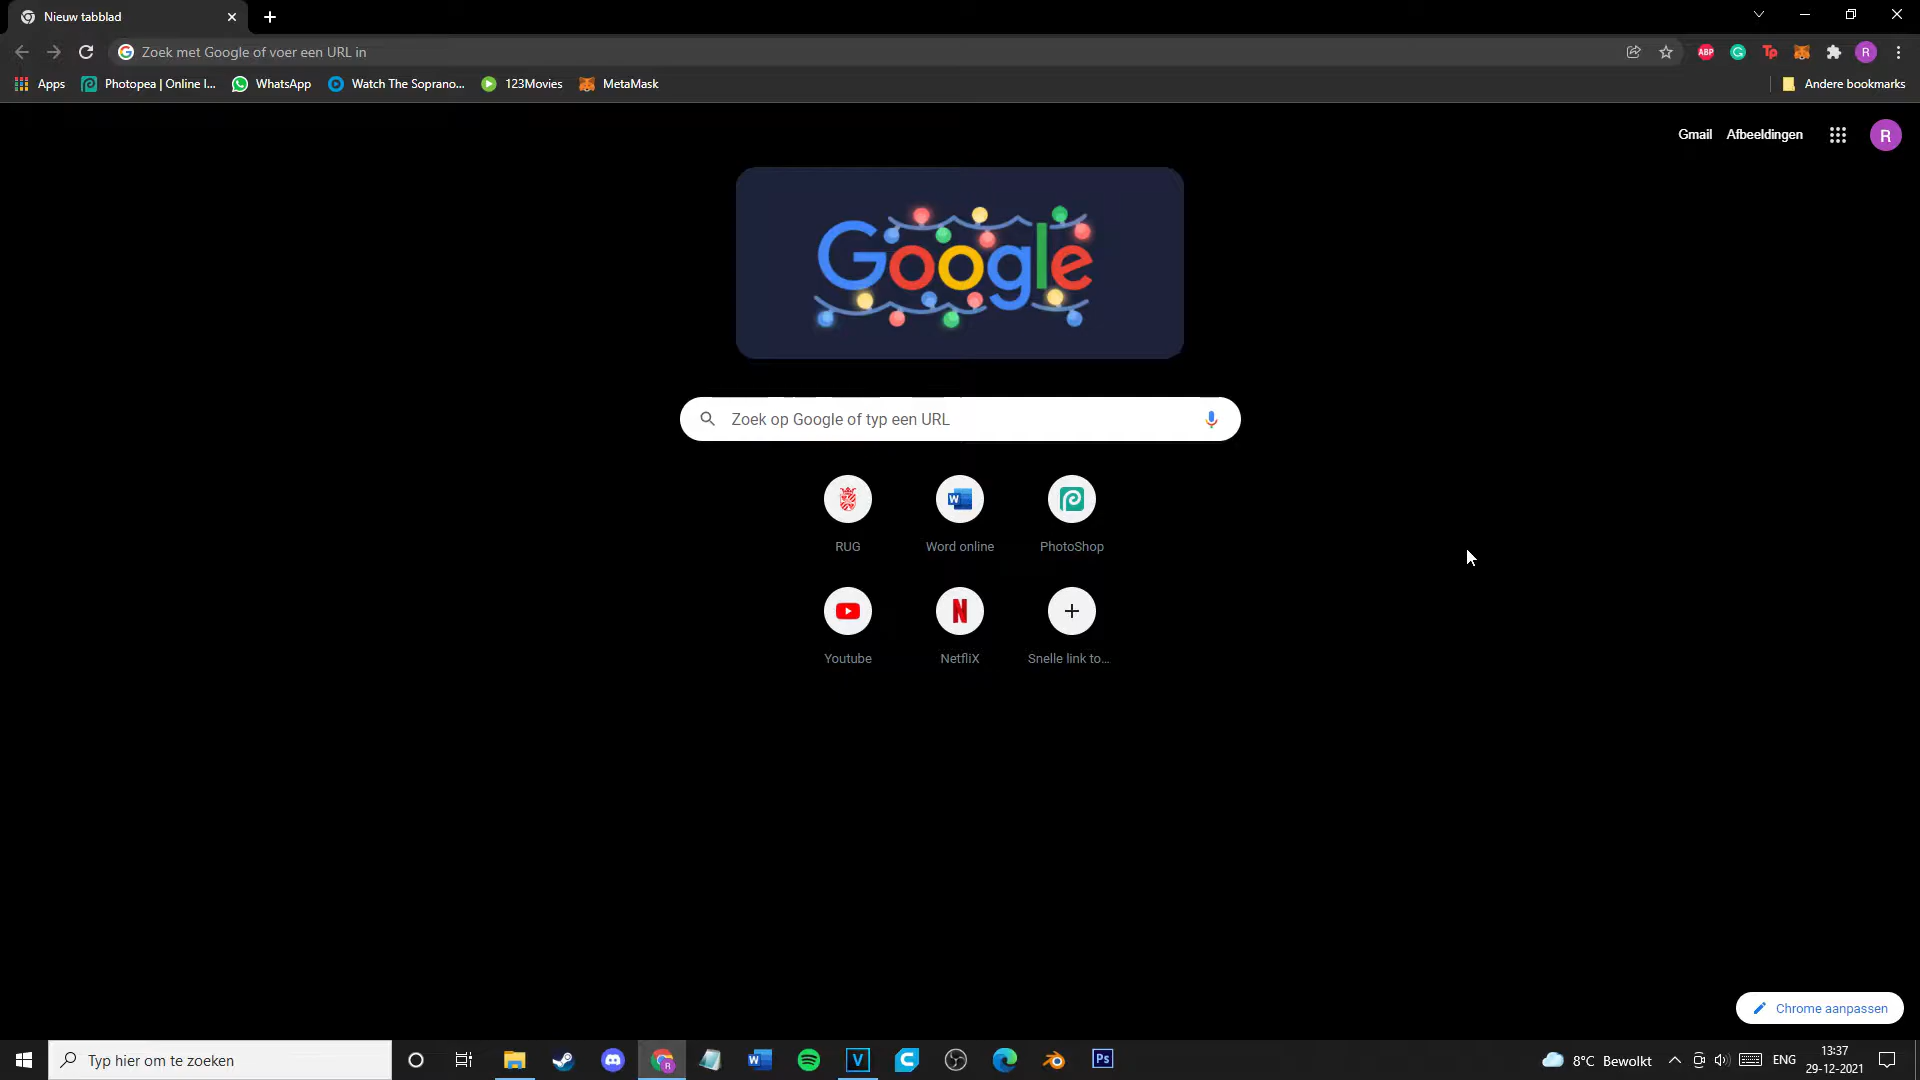 Nieuw tabblad
Zoek met Google of voer een URL in
ABP
R
Apps
Photopea | Online I...
WhatsApp
Watch The Soprano...
123Movies
MetaMask
Andere bookmarks
Gmail
Afbeeldingen
R
Google
Zoek op Google of typ een URL
RUG
Word online
PhotoShop
Youtube
NetfliX
Snelle link to...
Chrome aanpassen
Typ hier om te zoeken
8°C Bewolkt
ENG
13:37
29-12-2021